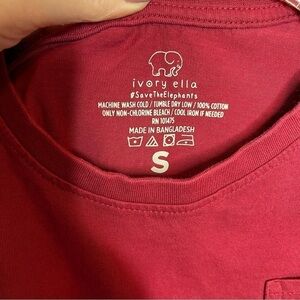 ivory ella
#SaveTheElephants
MACHINE WASH COLD / TUMBLE DRY LOW / 100% COTTON
ONLY NON-CHLORINE BLEACH / COOL IRON IF NEEDED
RN 101475
MADE IN BANGLADESH
S